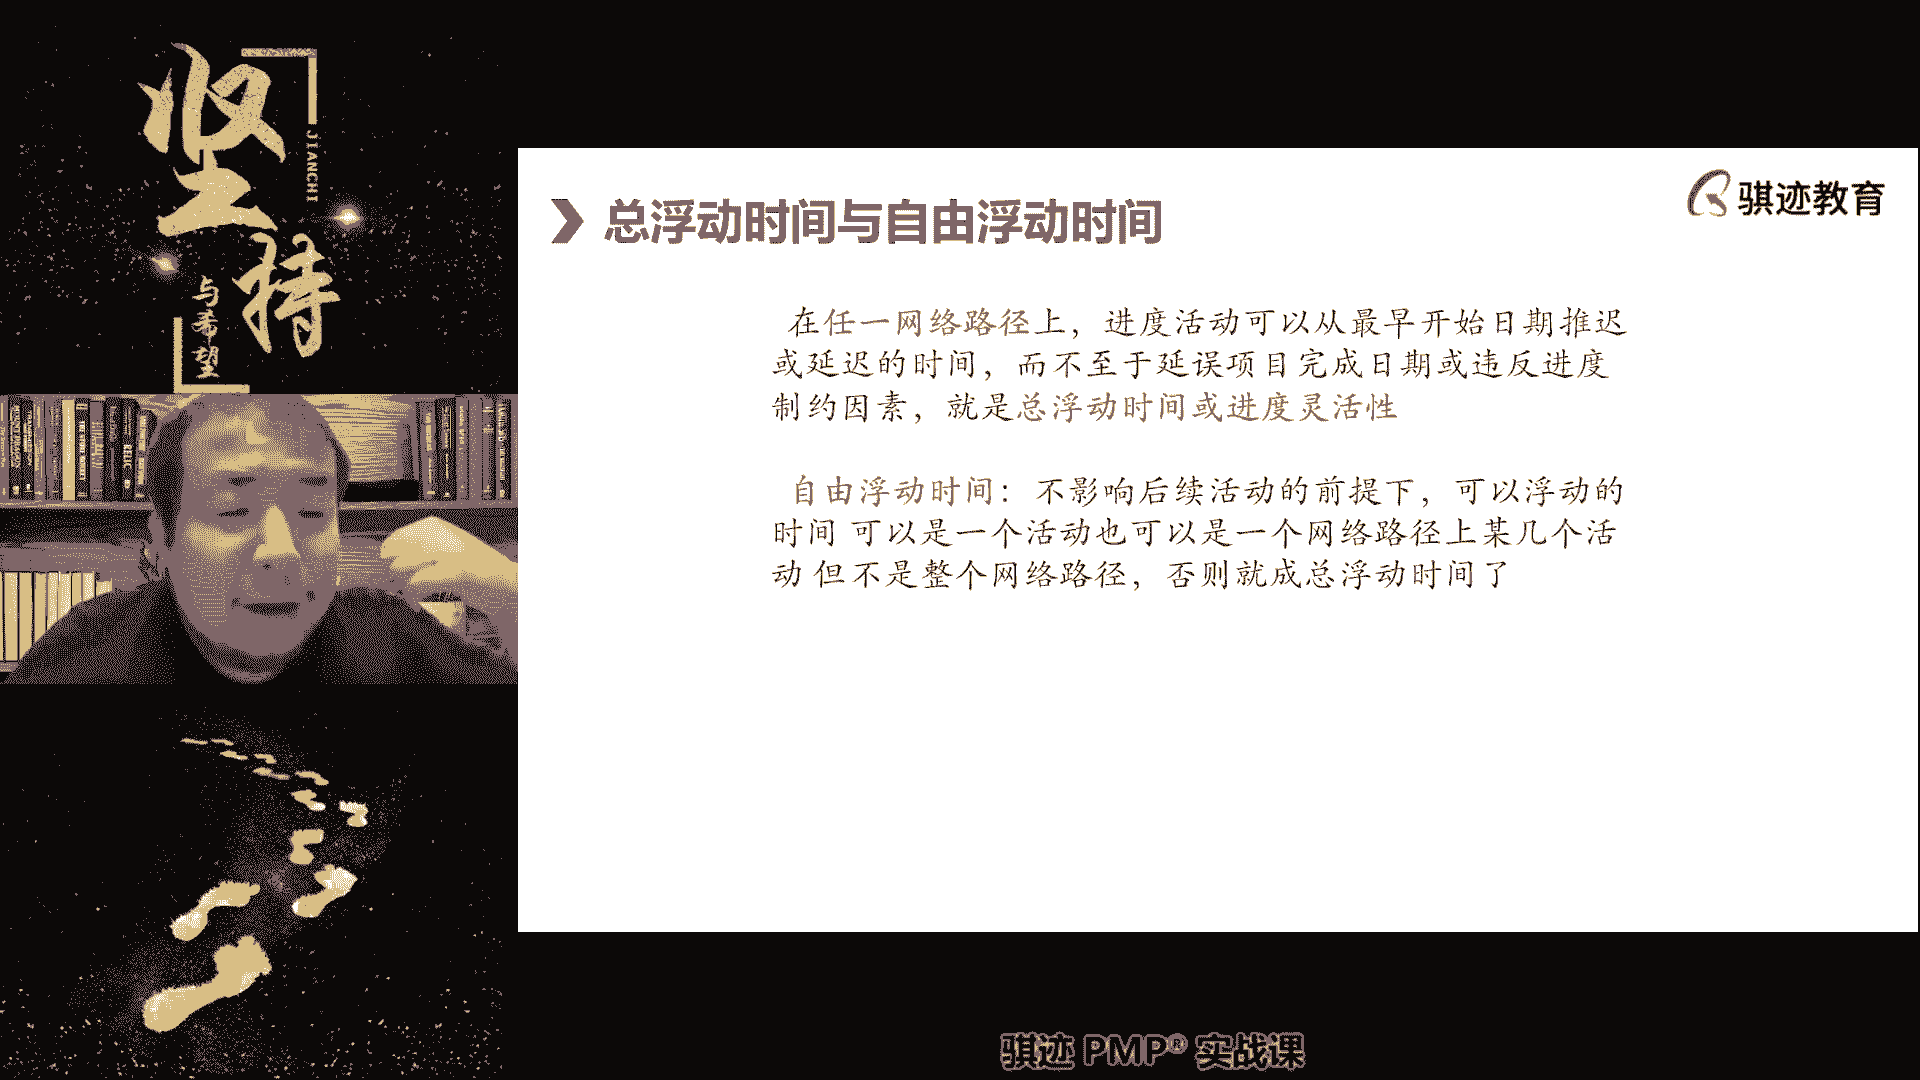 坚持
JIANCHI
与希望
骐迹教育
总浮动时间与自由浮动时间
在任一网络路径上，进度活动可以从最早开始日期推迟
或延迟的时间，而不至于延误项目完成日期或违反进度
制约因素，就是总浮动时间或进度灵活性
自由浮动时间：不影响后续活动的前提下，可以浮动的
时间 可以是一个活动也可以是一个网络路径上某几个活
动 但不是整个网络路径，否则就成总浮动时间了
骐迹 PMP® 实战课